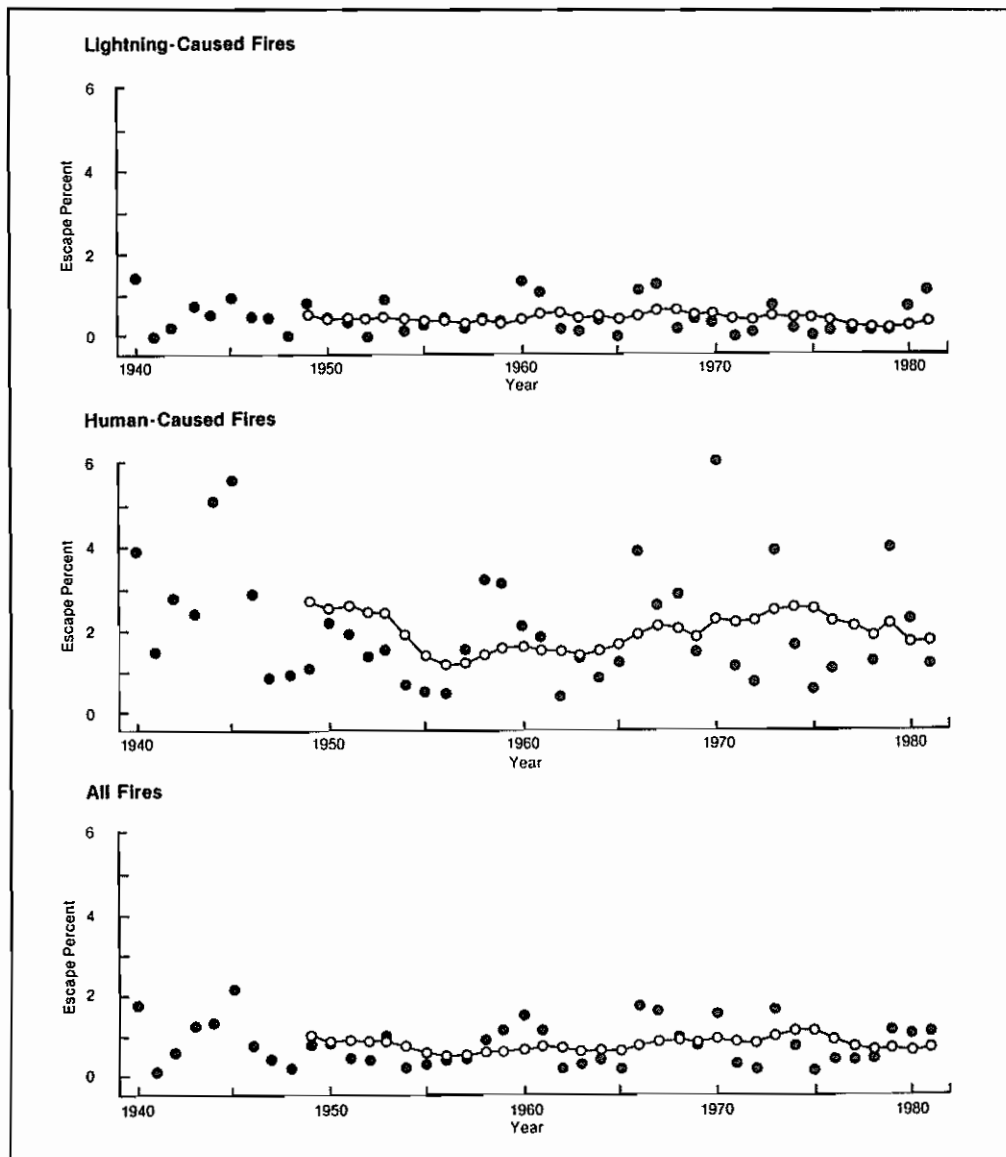 Lightning-Caused Fires
6
4
2
0
Escape Percent
1940 1950 1960 1970 1980
Year
Human-Caused Fires
6
4
2
0
Escape Percent
1940 1950 1960 1970 1980
Year
All Fires
6
4
2
0
Escape Percent
1940 1950 1960 1970 1980
Year